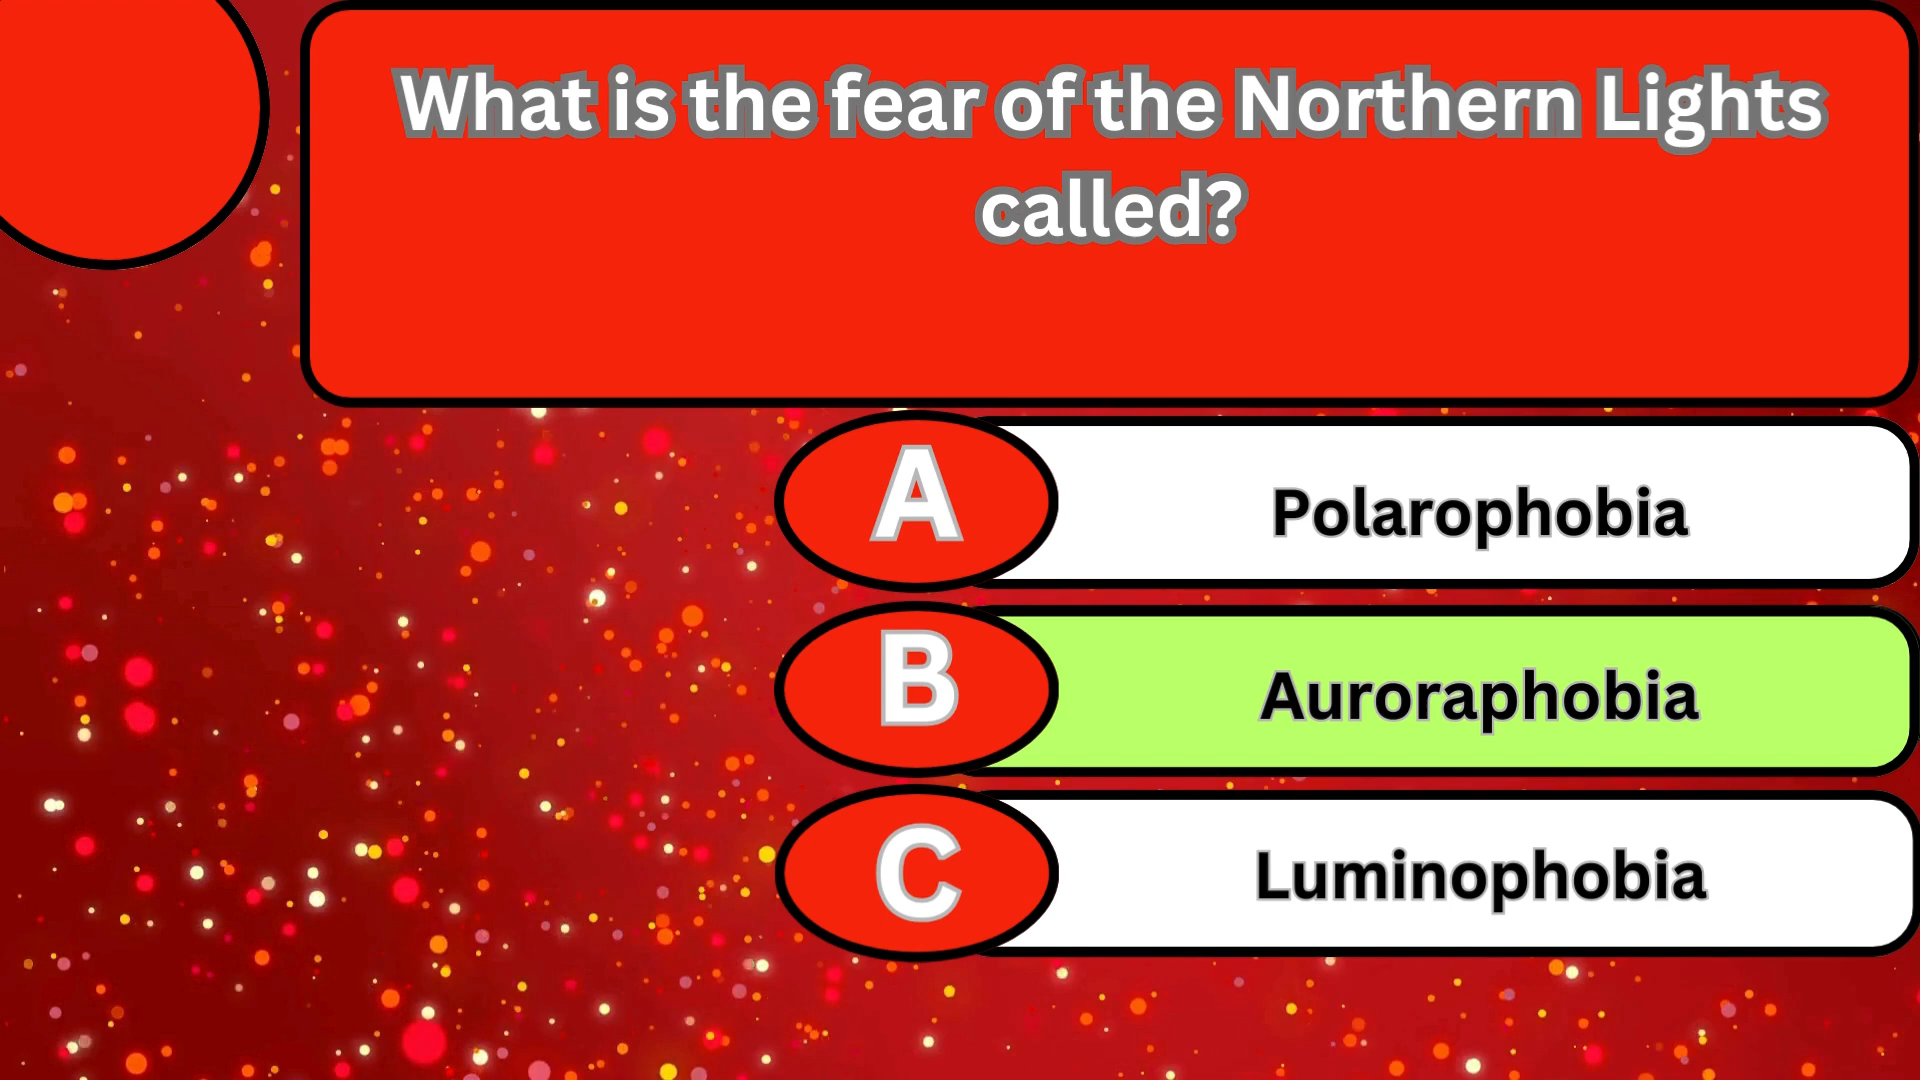 What is the fear of the Northern Lights
called?
A
Polarophobia
B
Auroraphobia
C
Luminophobia